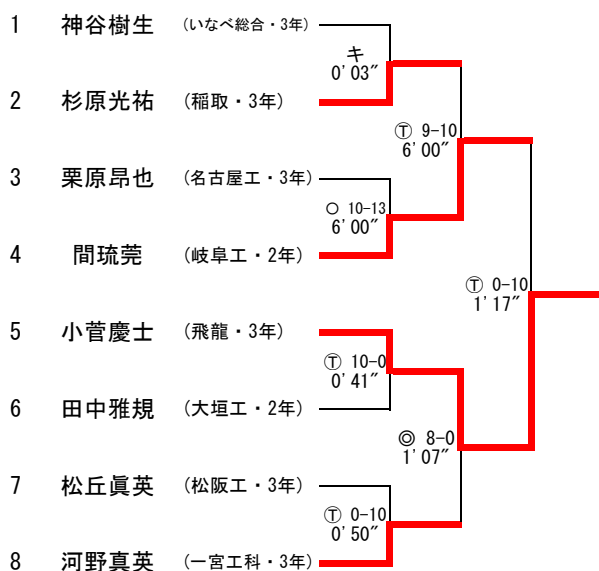 1 神谷樹生 (いなべ総合・3年)
キ
0'03"
2 杉原光祐 (稲取・3年)
Ⓣ 9-10
6'00"
3 栗原昂也 (名古屋工・3年)
○ 10-13
6'00"
4 間琉莞 (岐阜工・2年)
Ⓣ 0-10
1'17"
5 小菅慶士 (飛龍・3年)
Ⓣ 10-0
0'41"
6 田中雅規 (大垣工・2年)
◎ 8-0
1'07"
7 松丘眞英 (松阪工・3年)
Ⓣ 0-10
0'50"
8 河野真英 (一宮工科・3年)